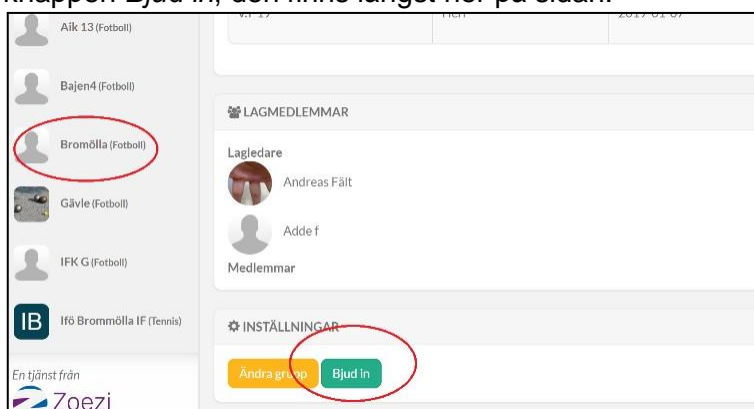 knappen Bjud in, den finns längst ner på sidan.
Aik 13 (Fotboll)
Bajen4 (Fotboll)
Bromölla (Fotboll)
Gävle (Fotboll)
IFK G (Fotboll)
IB
Ifö Brommölla IF (Tennis)
En tjänst från
Zoezi
LAGMEDLEMMAR
Lagledare
Andreas Fält
Adde f
Medlemmar
INSTÄLLNINGAR
Ändra grupp
Bjud in